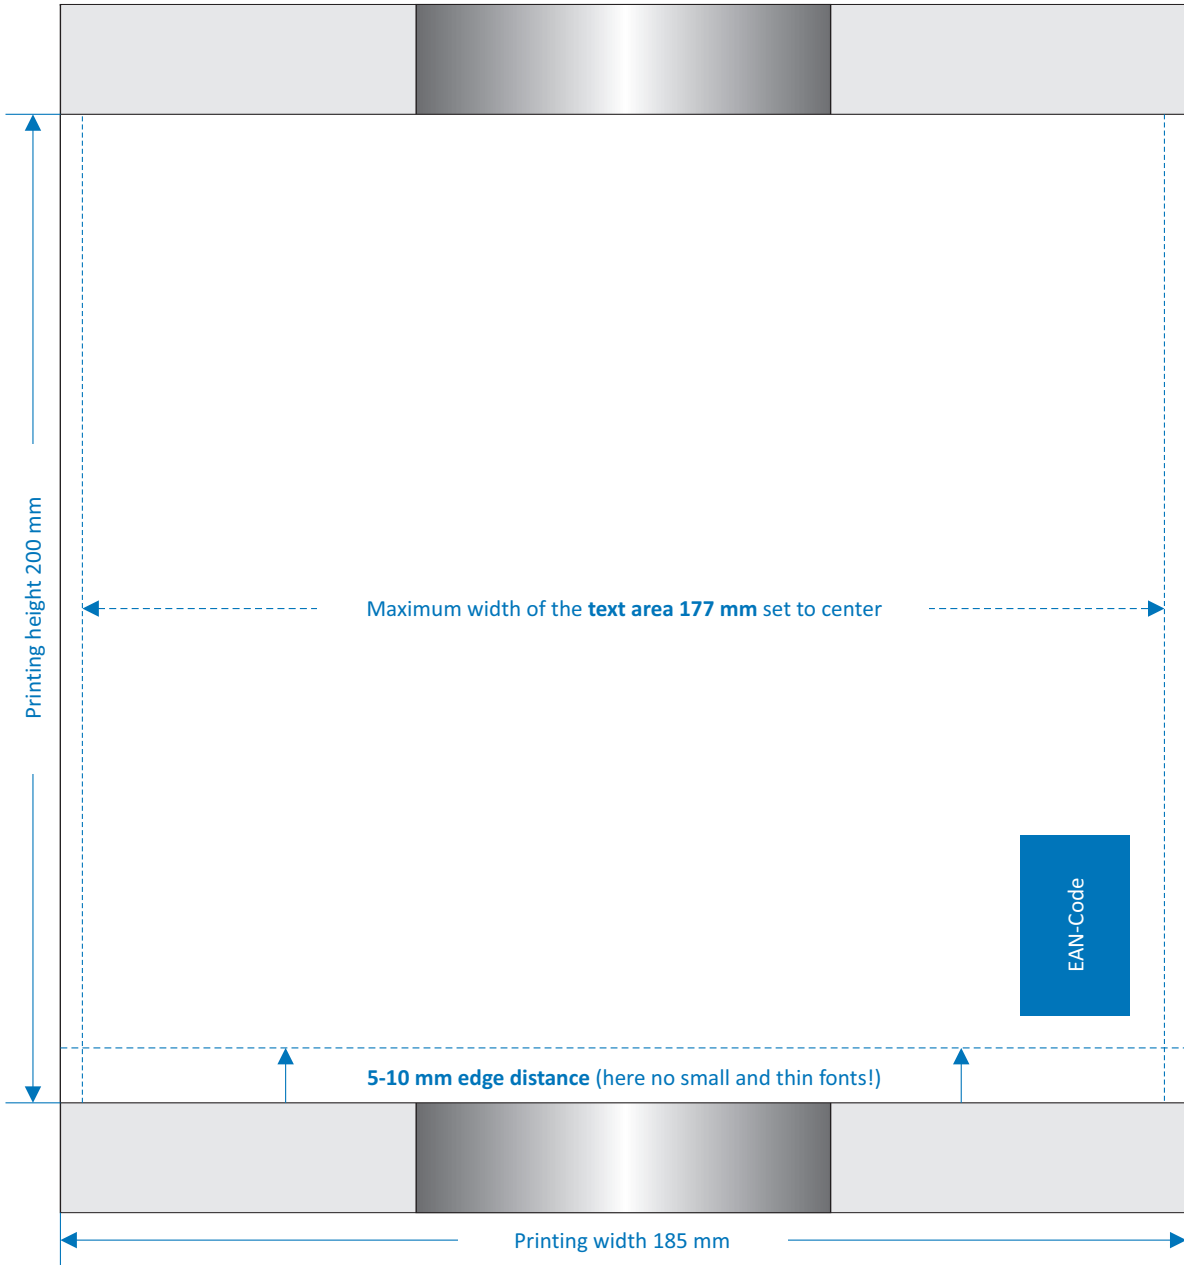 Printing height 200 mm
Maximum width of the text area 177 mm set to center
EAN-Code
5-10 mm edge distance (here no small and thin fonts!)
Printing width 185 mm